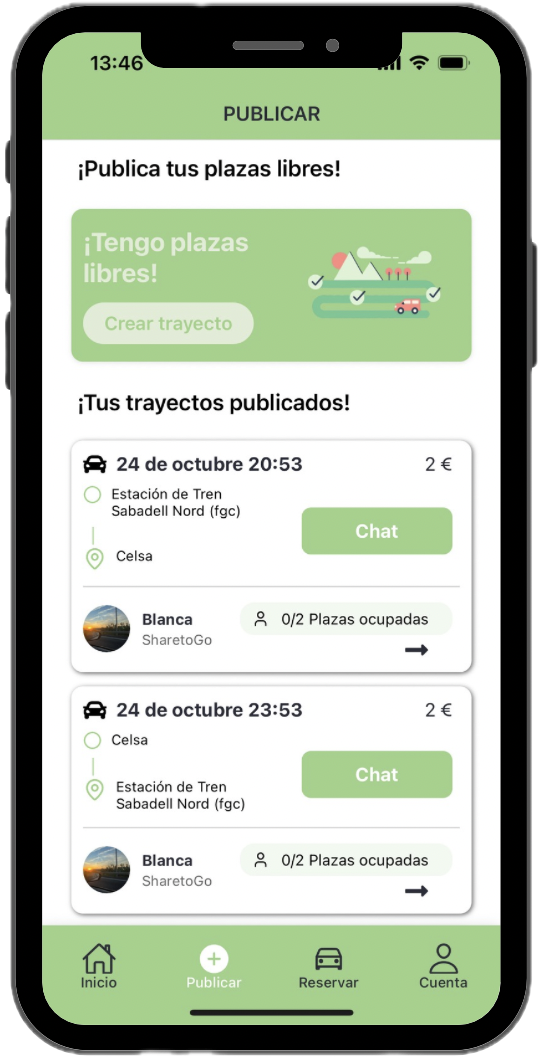 13:46
PUBLICAR
¡Publica tus plazas libres!
¡Tengo plazas
libres!
Crear trayecto
¡Tus trayectos publicados!
24 de octubre 20:53 2 €
Estación de Tren
Sabadell Nord (fgc)
Chat
Celsa
Blanca
SharetoGo
0/2 Plazas ocupadas
24 de octubre 23:53 2 €
Celsa
Chat
Estación de Tren
Sabadell Nord (fgc)
Blanca
SharetoGo
0/2 Plazas ocupadas
Inicio Publicar Reservar Cuenta